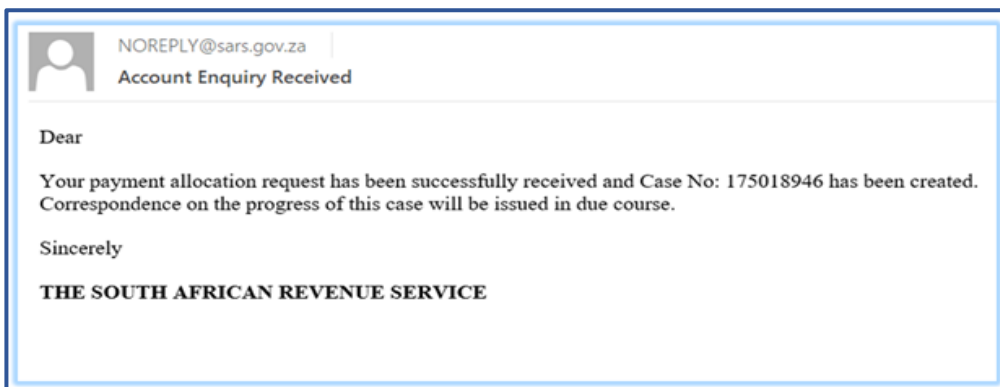 NOREPLY@sars.gov.za
Account Enquiry Received
Dear
Your payment allocation request has been successfully received and Case No: 175018946 has been created.
Correspondence on the progress of this case will be issued in due course.
Sincerely
THE SOUTH AFRICAN REVENUE SERVICE